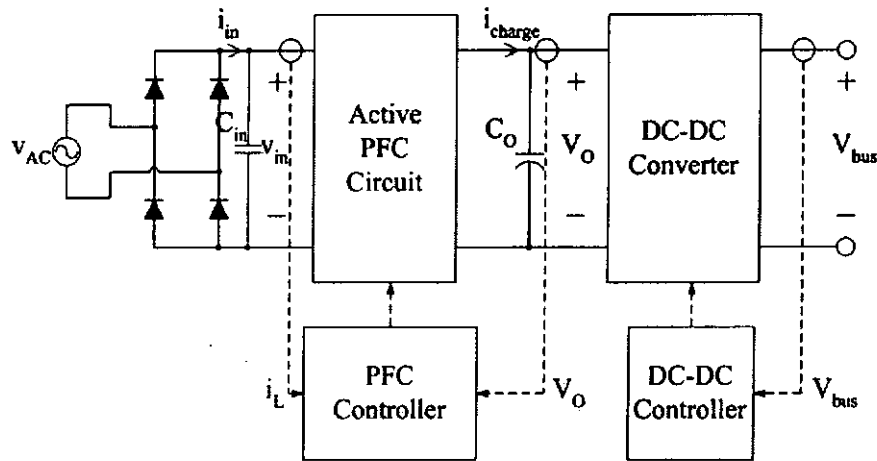 i_in
i_charge
+
+
+
v_AC
C_in
v_in
Active
PFC
Circuit
C_O
V_O
DC-DC
Converter
V_bus
−
−
−
i_L
PFC
Controller
V_O
DC-DC
Controller
V_bus